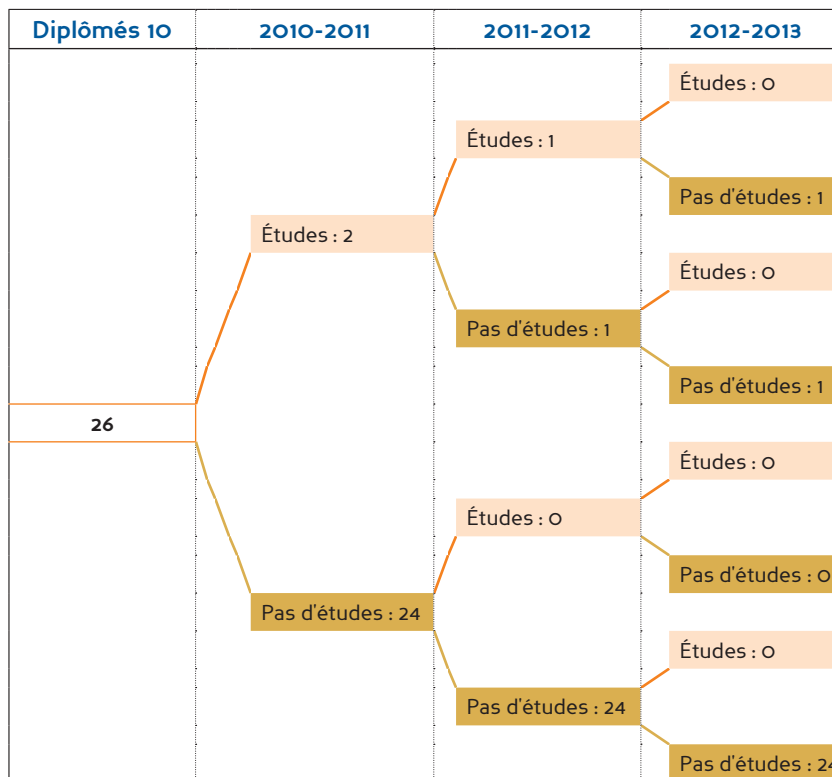 Diplômés 10 2010-2011 2011-2012 2012-2013
Études : 0
Études : 1
Pas d'études : 1
Études : 2
Études : 0
Pas d'études : 1
Pas d'études : 1
26
Études : 0
Études : 0
Pas d'études : 0
Pas d'études : 24
Études : 0
Pas d'études : 24
Pas d'études : 24